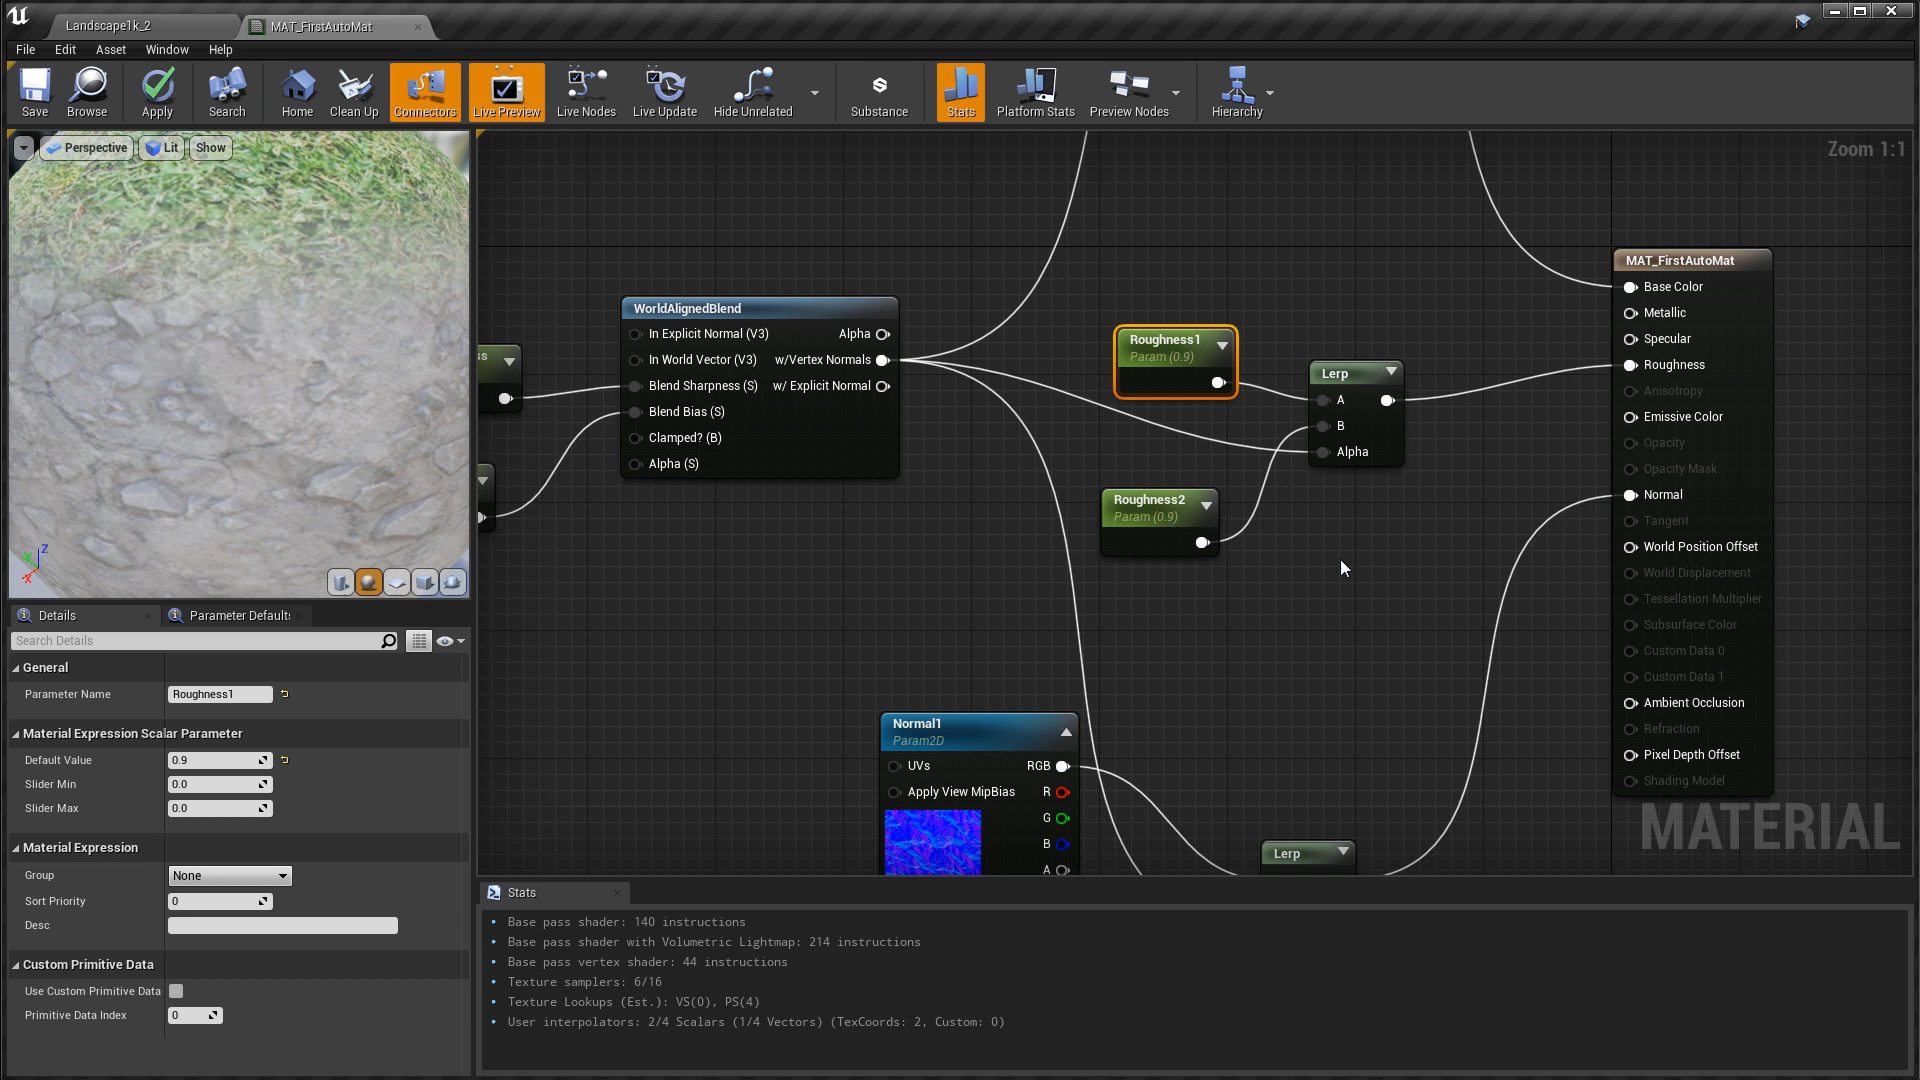 Landscape1k_2
MAT_FirstAutoMat
File Edit Asset Window Help
Save Browse Apply Search Home Clean Up Connectors Live Preview Live Nodes Live Update Hide Unrelated Substance Stats Platform Stats Preview Nodes Hierarchy
Perspective Lit Show
Zoom 1:1
WorldAlignedBlend
In Explicit Normal (V3) Alpha
In World Vector (V3) w/Vertex Normals
Blend Sharpness (S) w/ Explicit Normal
Blend Bias (S)
Clamped? (B)
Alpha (S)
ss
Roughness1
Param (0.9)
Lerp
A
B
Alpha
Roughness2
Param (0.9)
MAT_FirstAutoMat
Base Color
Metallic
Specular
Roughness
Anisotropy
Emissive Color
Opacity
Opacity Mask
Normal
Tangent
World Position Offset
World Displacement
Tessellation Multiplier
Subsurface Color
Custom Data 0
Custom Data 1
Ambient Occlusion
Refraction
Pixel Depth Offset
Shading Model
MATERIAL
Normal1
Param2D
UVs RGB
Apply View MipBias R
G
B
A
Lerp
Z
X
Details
Parameter Defaults
Search Details
General
Parameter Name Roughness1
Material Expression Scalar Parameter
Default Value 0.9
Slider Min 0.0
Slider Max 0.0
Material Expression
Group None
Sort Priority 0
Desc
Custom Primitive Data
Use Custom Primitive Data
Primitive Data Index 0
Stats
Base pass shader: 140 instructions
Base pass shader with Volumetric Lightmap: 214 instructions
Base pass vertex shader: 44 instructions
Texture samplers: 6/16
Texture Lookups (Est.): VS(0), PS(4)
User interpolators: 2/4 Scalars (1/4 Vectors) (TexCoords: 2, Custom: 0)